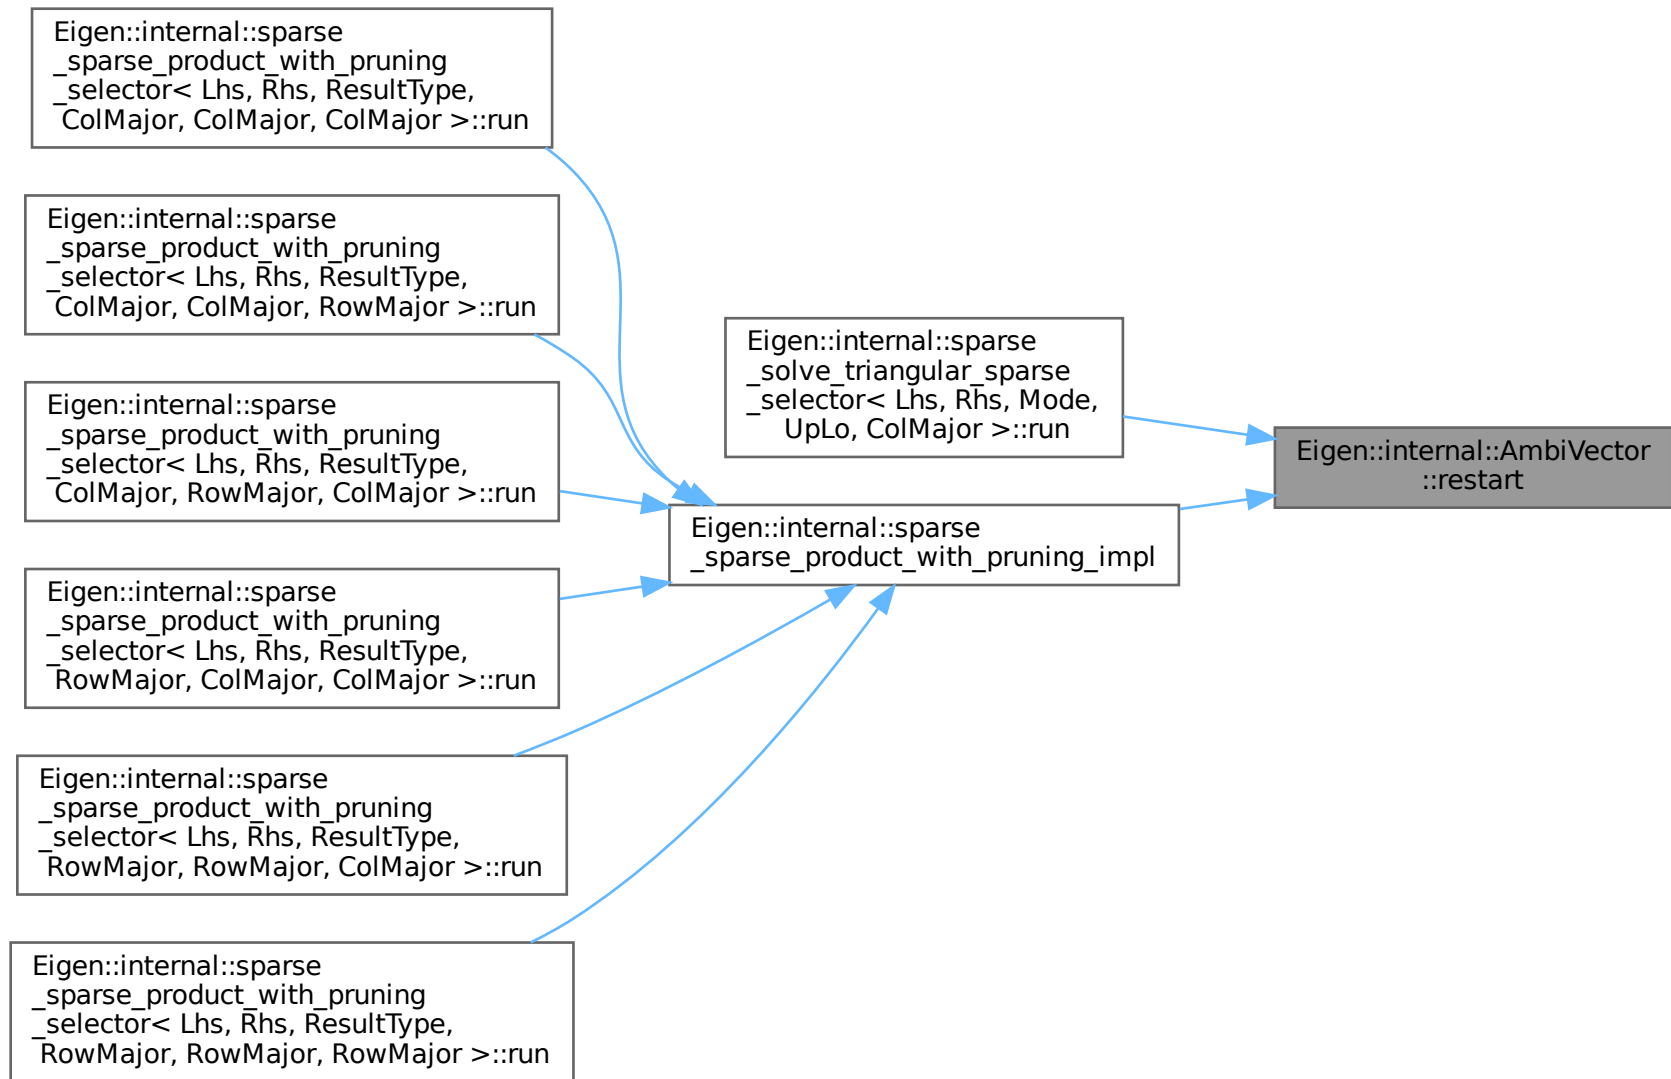 Eigen::internal::sparse
_sparse_product_with_pruning
_selector< Lhs, Rhs, ResultType,
ColMajor, ColMajor, ColMajor >::run
Eigen::internal::sparse
_sparse_product_with_pruning
_selector< Lhs, Rhs, ResultType,
ColMajor, ColMajor, RowMajor >::run
Eigen::internal::sparse
_sparse_product_with_pruning
_selector< Lhs, Rhs, ResultType,
ColMajor, RowMajor, ColMajor >::run
Eigen::internal::sparse
_sparse_product_with_pruning
_selector< Lhs, Rhs, ResultType,
RowMajor, ColMajor, ColMajor >::run
Eigen::internal::sparse
_sparse_product_with_pruning
_selector< Lhs, Rhs, ResultType,
RowMajor, RowMajor, ColMajor >::run
Eigen::internal::sparse
_sparse_product_with_pruning
_selector< Lhs, Rhs, ResultType,
RowMajor, RowMajor, RowMajor >::run
Eigen::internal::sparse
_solve_triangular_sparse
_selector< Lhs, Rhs, Mode,
UpLo, ColMajor >::run
Eigen::internal::sparse
_sparse_product_with_pruning_impl
Eigen::internal::AmbiVector
::restart